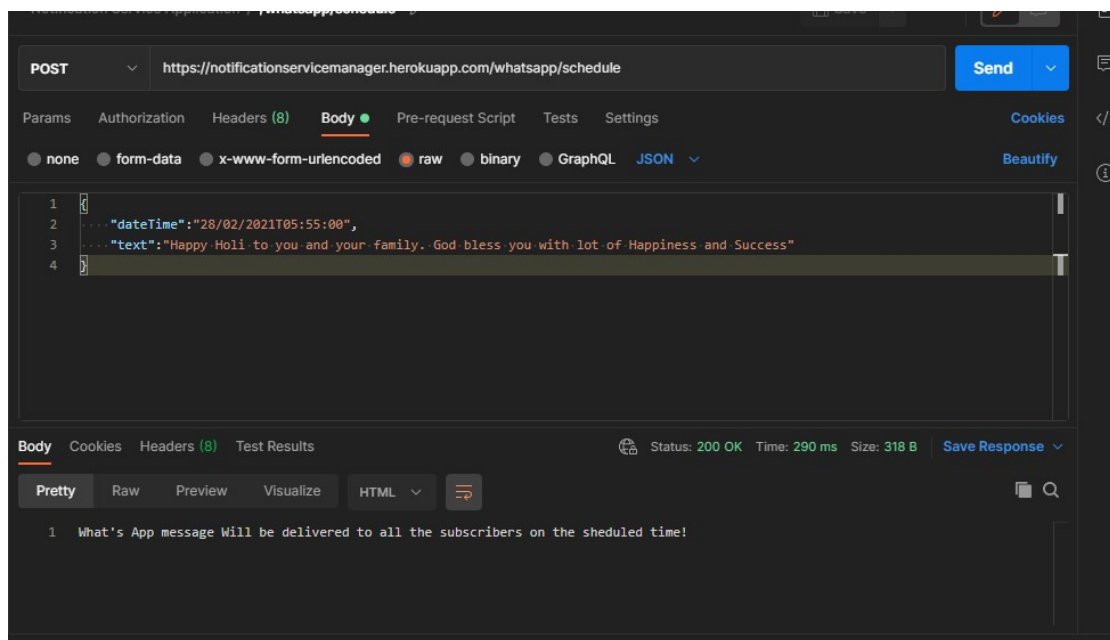 /whatsapp/schedule
POST
https://notificationservicemanager.herokuapp.com/whatsapp/schedule
Send
Params Authorization Headers (8) Body Pre-request Script Tests Settings Cookies
none form-data x-www-form-urlencoded raw binary GraphQL JSON Beautify
1 {
2 "dateTime":"28/02/2021T05:55:00",
3 "text":"Happy Holi to you and your family. God bless you with lot of Happiness and Success"
4 }
Body Cookies Headers (8) Test Results Status: 200 OK Time: 290 ms Size: 318 B Save Response
Pretty Raw Preview Visualize HTML
1 What's App message Will be delivered to all the subscribers on the sheduled time!